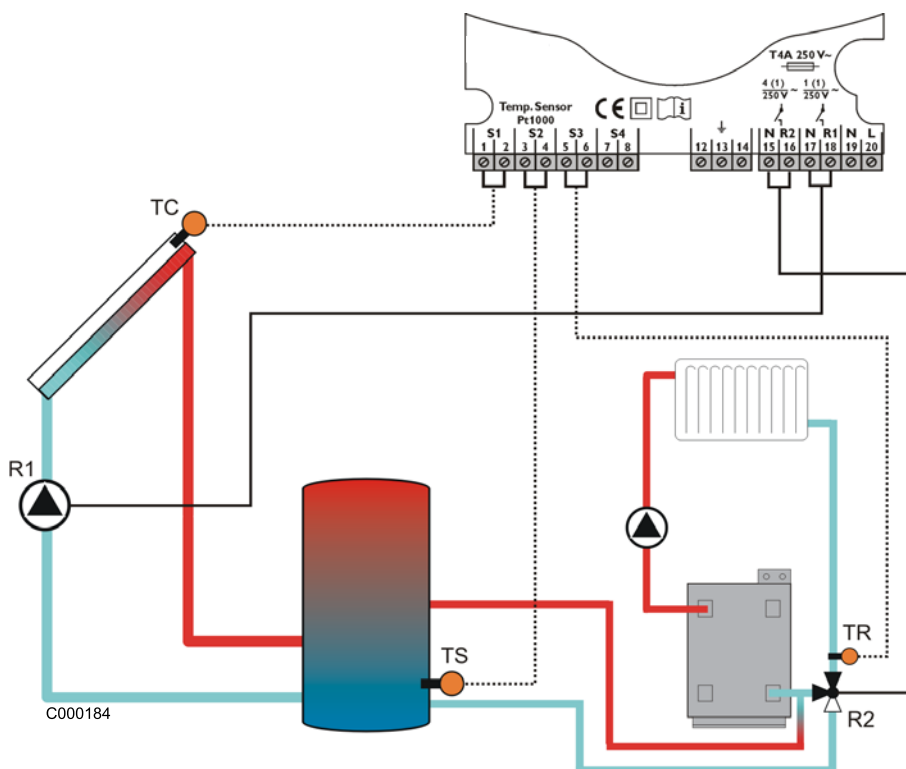 T4A 250 V~
4 (1) 1 (1)
250 V ~ 250 V ~
Temp. Sensor
Pt1000
CE i
S1 S2 S3 S4
N R2 N R1 N L
1 2 3 4 5 6 7 8 12 13 14 15 16 17 18 19 20
TC
R1
TS
TR
R2
C000184